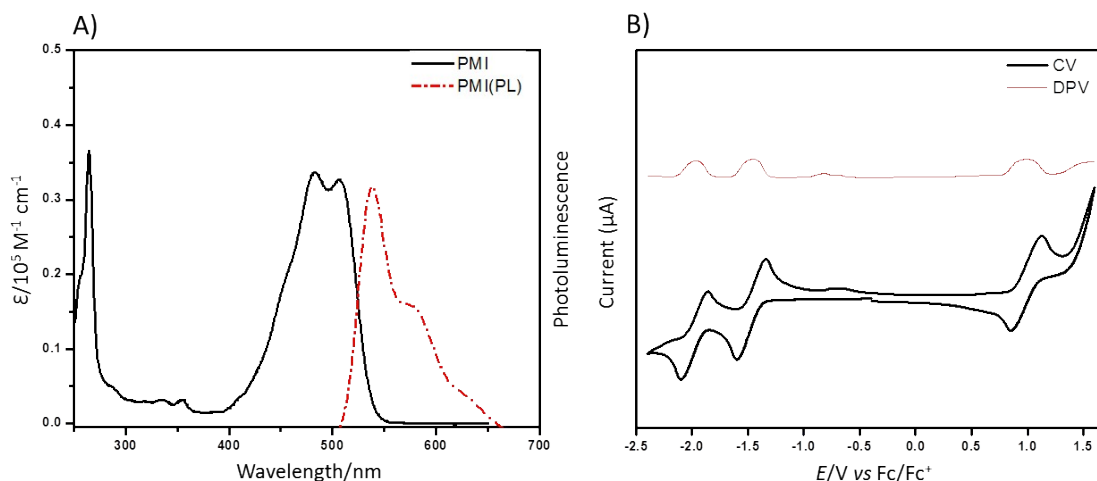 A)
0.5
0.4
0.3
0.2
0.1
0.0
300
400
500
600
700
PMI
PMI(PL)
Ɛ/10⁵ M⁻¹ cm⁻¹
Wavelength/nm
Photoluminescence
B)
CV
DPV
Current (µA)
-2.4
-2.0
-1.5
-1.0
-0.5
0.0
0.5
1.0
1.5
E/V vs Fc/Fc⁺